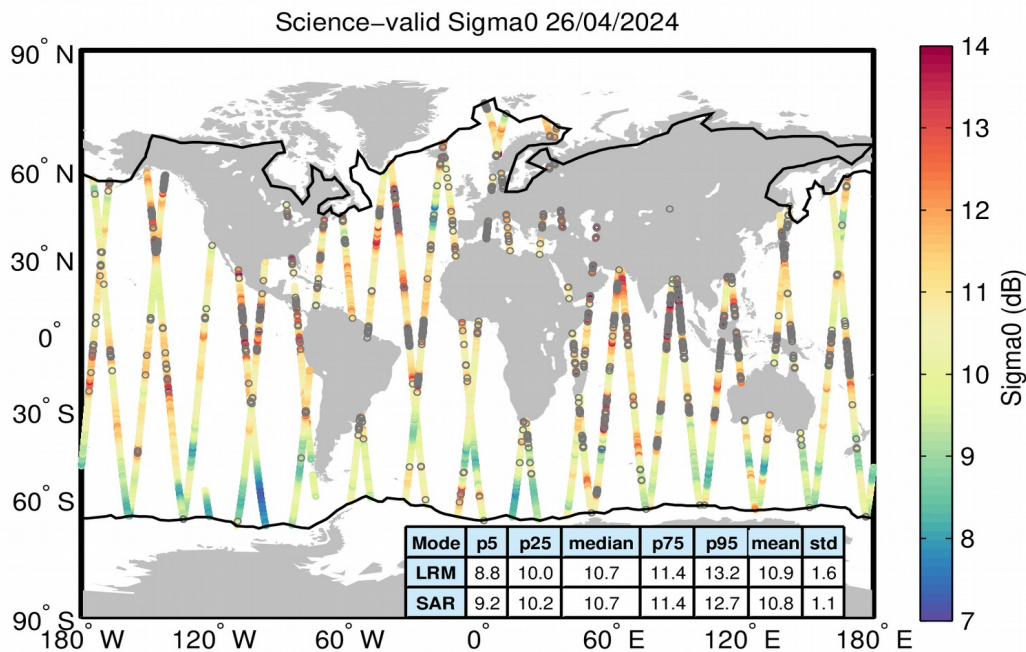 Science−valid Sigma0 26/04/2024
90° N
60° N
30° N
0°
30° S
60° S
90° S
180° W
120° W
60° W
0°
60° E
120° E
180° E
Mode p5 p25 median p75 p95 mean std
LRM 8.8 10.0 10.7 11.4 13.2 10.9 1.6
SAR 9.2 10.2 10.7 11.4 12.7 10.8 1.1
14
13
12
11
10
9
8
7
Sigma0 (dB)